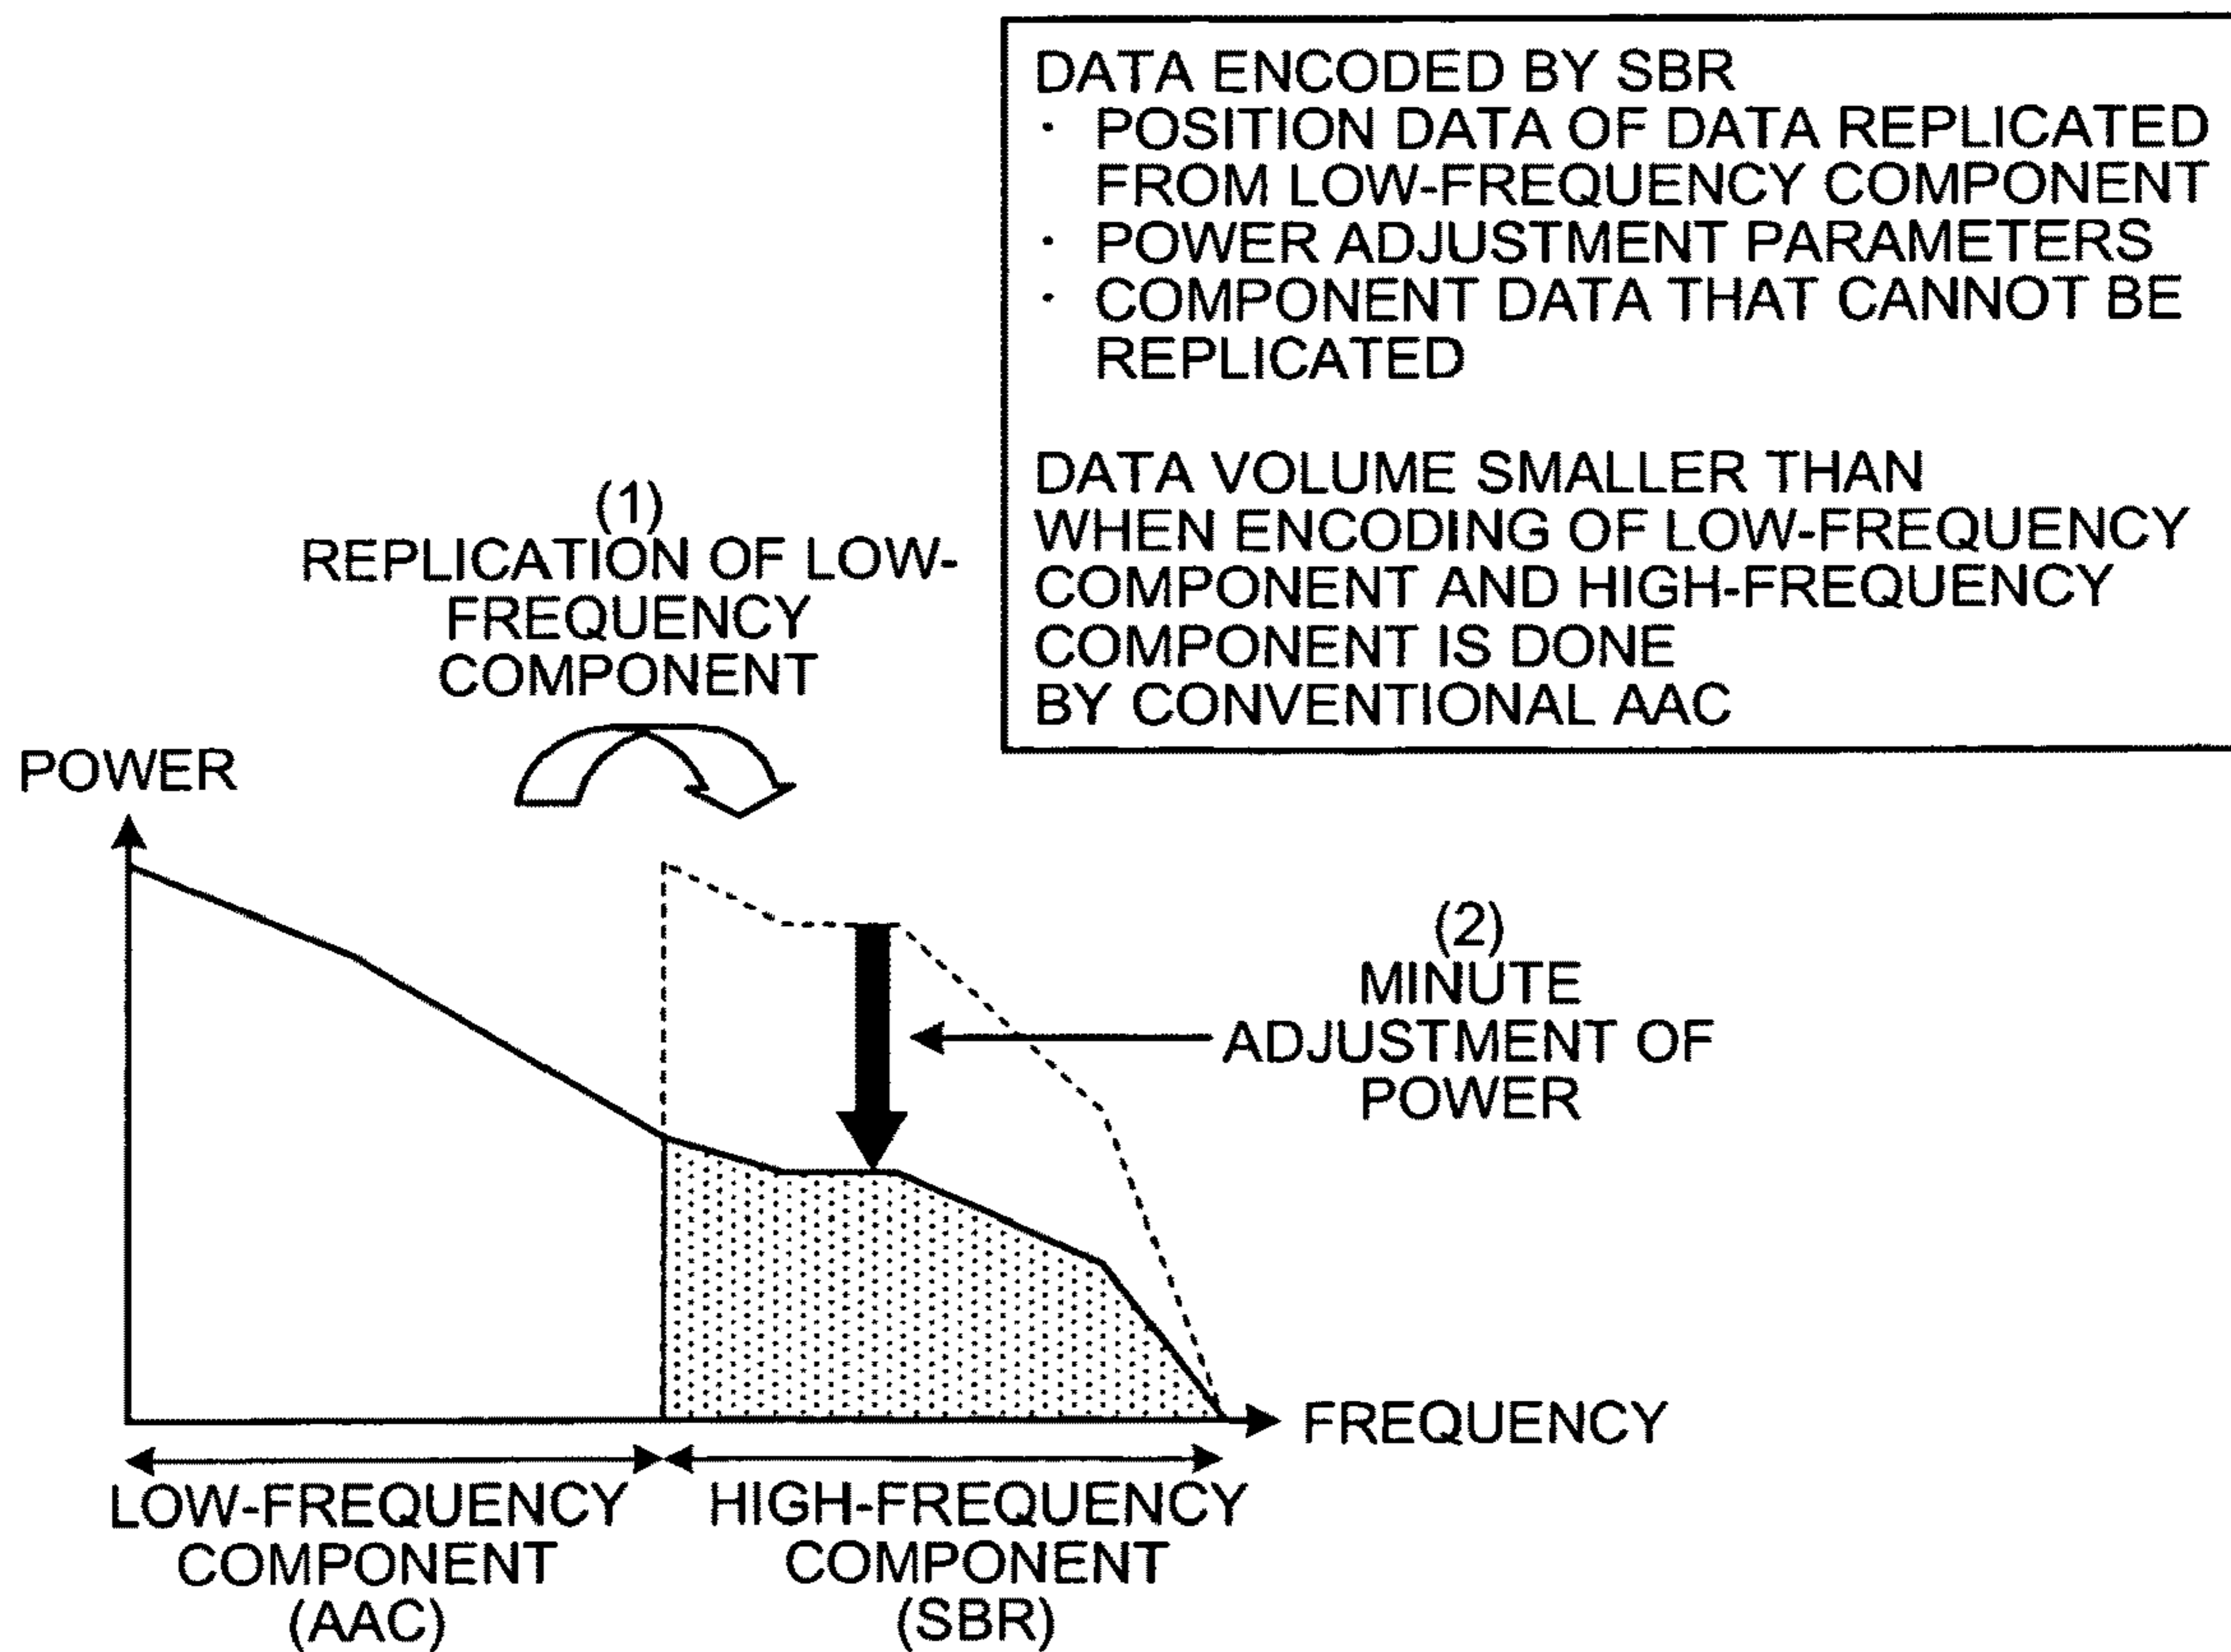 DATA ENCODED BY SBR
· POSITION DATA OF DATA REPLICATED
FROM LOW-FREQUENCY COMPONENT
· POWER ADJUSTMENT PARAMETERS
· COMPONENT DATA THAT CANNOT BE
REPLICATED
DATA VOLUME SMALLER THAN
WHEN ENCODING OF LOW-FREQUENCY
COMPONENT AND HIGH-FREQUENCY
COMPONENT IS DONE
BY CONVENTIONAL AAC
(1)
REPLICATION OF LOW-
FREQUENCY
COMPONENT
POWER
(2)
MINUTE
ADJUSTMENT OF
POWER
FREQUENCY
LOW-FREQUENCY
COMPONENT
(AAC)
HIGH-FREQUENCY
COMPONENT
(SBR)